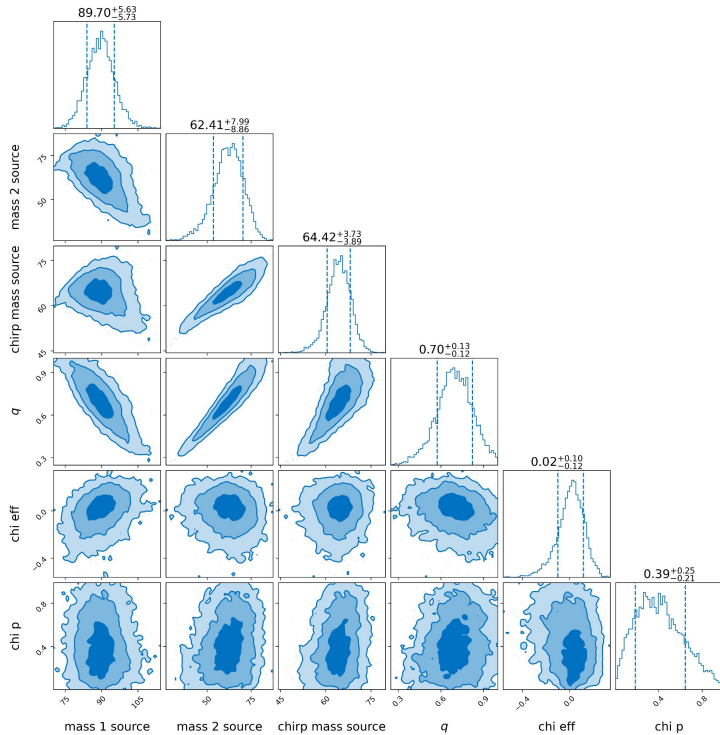 89.70 +5.63 −5.73
62.41 +7.99 −8.86
75
50
mass 2 source
64.42 +3.73 −3.89
75
60
45
chirp mass source
0.70 +0.13 −0.12
0.9
0.6
0.3
q
0.02 +0.10 −0.12
0.0
−0.4
chi eff
0.39 +0.25 −0.21
0.8
0.4
chi p
75 90 105
50 75
45 60 75
0.3 0.6 0.9
−0.4 0.0
0.4 0.8
mass 1 source mass 2 source chirp mass source q chi eff chi p